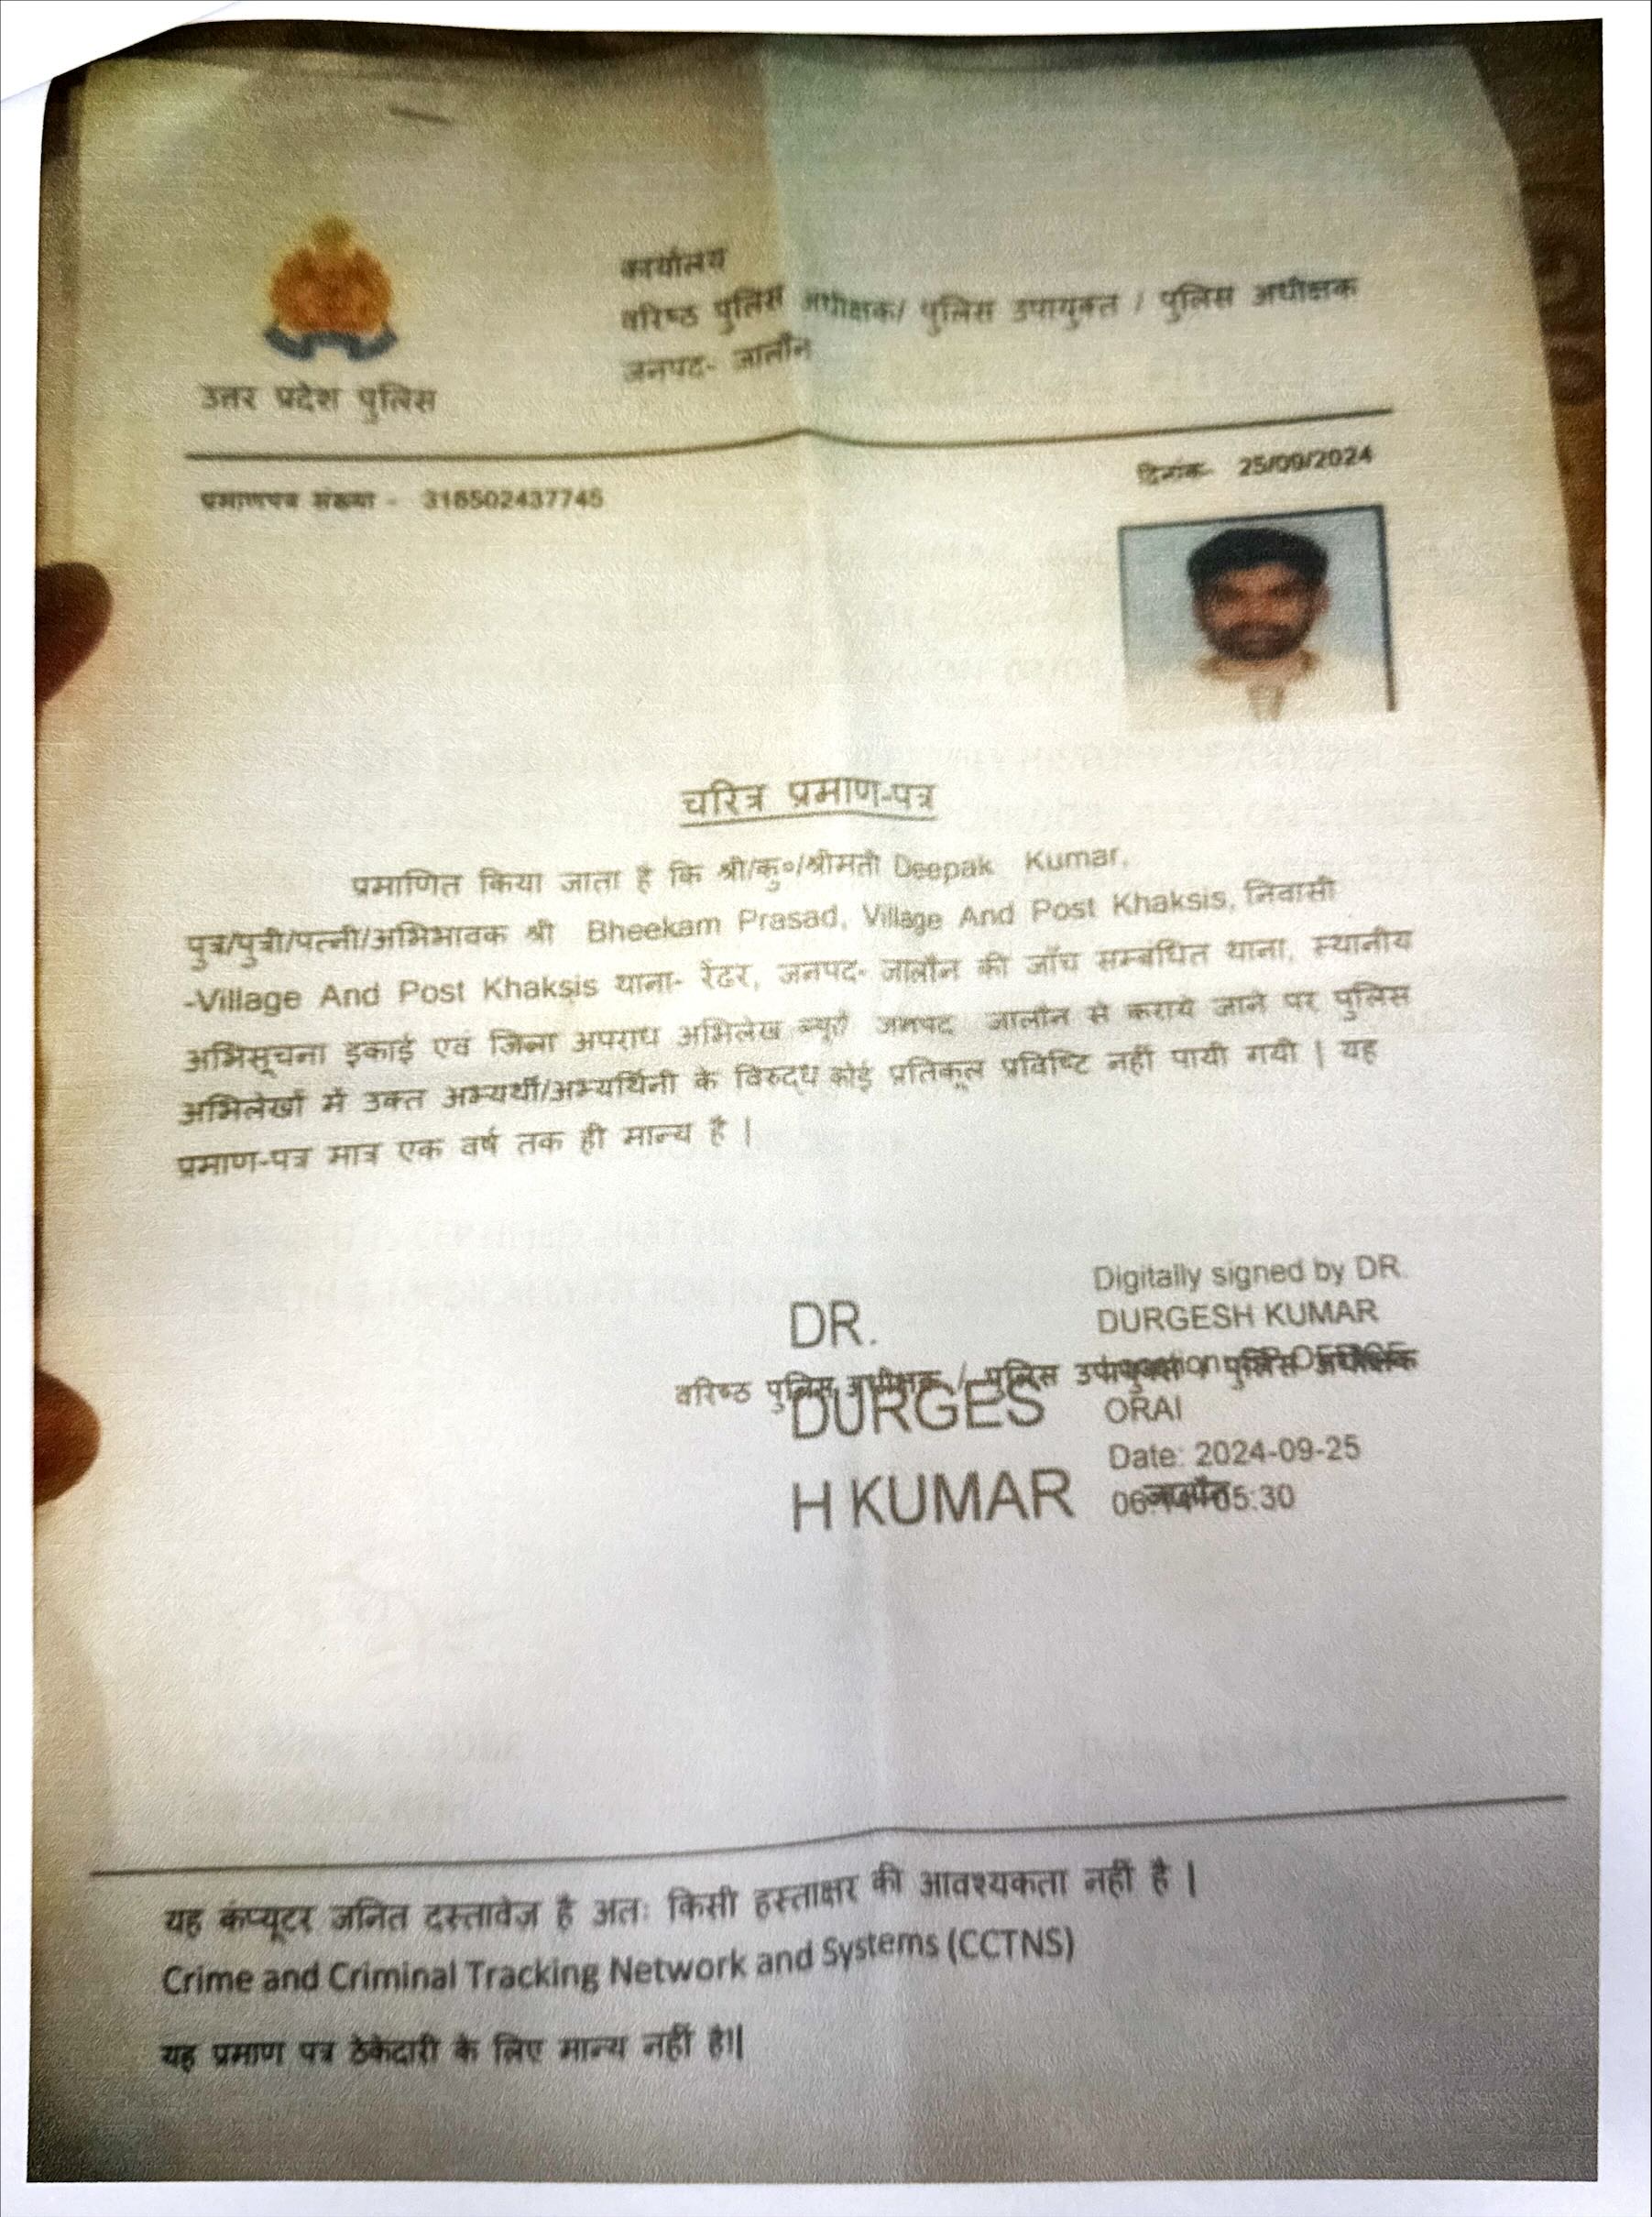 कार्यालय
वरिष्ठ पुलिस अधीक्षक/ पुलिस उपायुक्त / पुलिस अधीक्षक
जनपद- जालौन
उत्तर प्रदेश पुलिस
दिनांक- 25/09/2024
प्रमाणपत्र संख्या - 318502437745
चरित्र प्रमाण-पत्र
प्रमाणित किया जाता है कि श्री/कु०/श्रीमती Deepak Kumar,
पुत्र/पुत्री/पत्नी/अभिभावक श्री Bheekam Prasad, Village And Post Khaksis, निवासी
-Village And Post Khaksis थाना- रेंढर, जनपद- जालौन की जाँच सम्बंधित थाना, स्थानीय
अभिसूचना इकाई एवं जिला अपराध अभिलेख ब्यूरो जनपद जालौन से कराये जाने पर पुलिस
अभिलेखों में उक्त अभ्यर्थी/अभ्यर्थिनी के विरुद्ध कोई प्रतिकूल प्रविष्टि नहीं पायी गयी | यह
प्रमाण-पत्र मात्र एक वर्ष तक ही मान्य है |
DR.
DURGES
H KUMAR
Digitally signed by DR.
DURGESH KUMAR
ORAI
Date: 2024-09-25
05:30
वरिष्ठ पुलिस अधीक्षक / पुलिस उपायुक्त / पुलिस अधीक्षक
जालौन
यह कंप्यूटर जनित दस्तावेज है अतः किसी हस्ताक्षर की आवश्यकता नहीं है |
Crime and Criminal Tracking Network and Systems (CCTNS)
यह प्रमाण पत्र ठेकेदारी के लिए मान्य नहीं है||